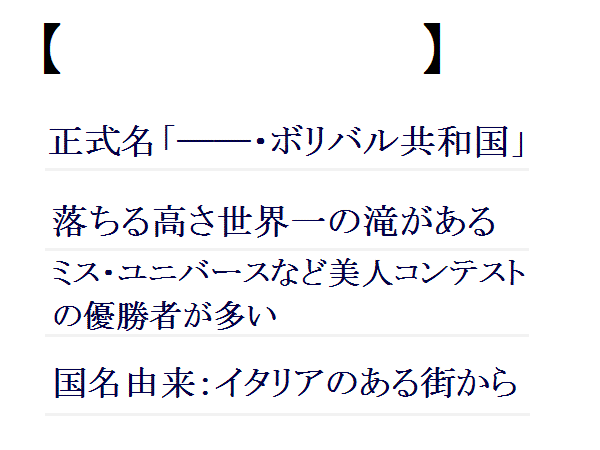 【　　　　　　　　】
正式名「――・ボリバル共和国」
落ちる高さ世界一の滝がある
ミス・ユニバースなど美人コンテスト
の優勝者が多い
国名由来：イタリアのある街から